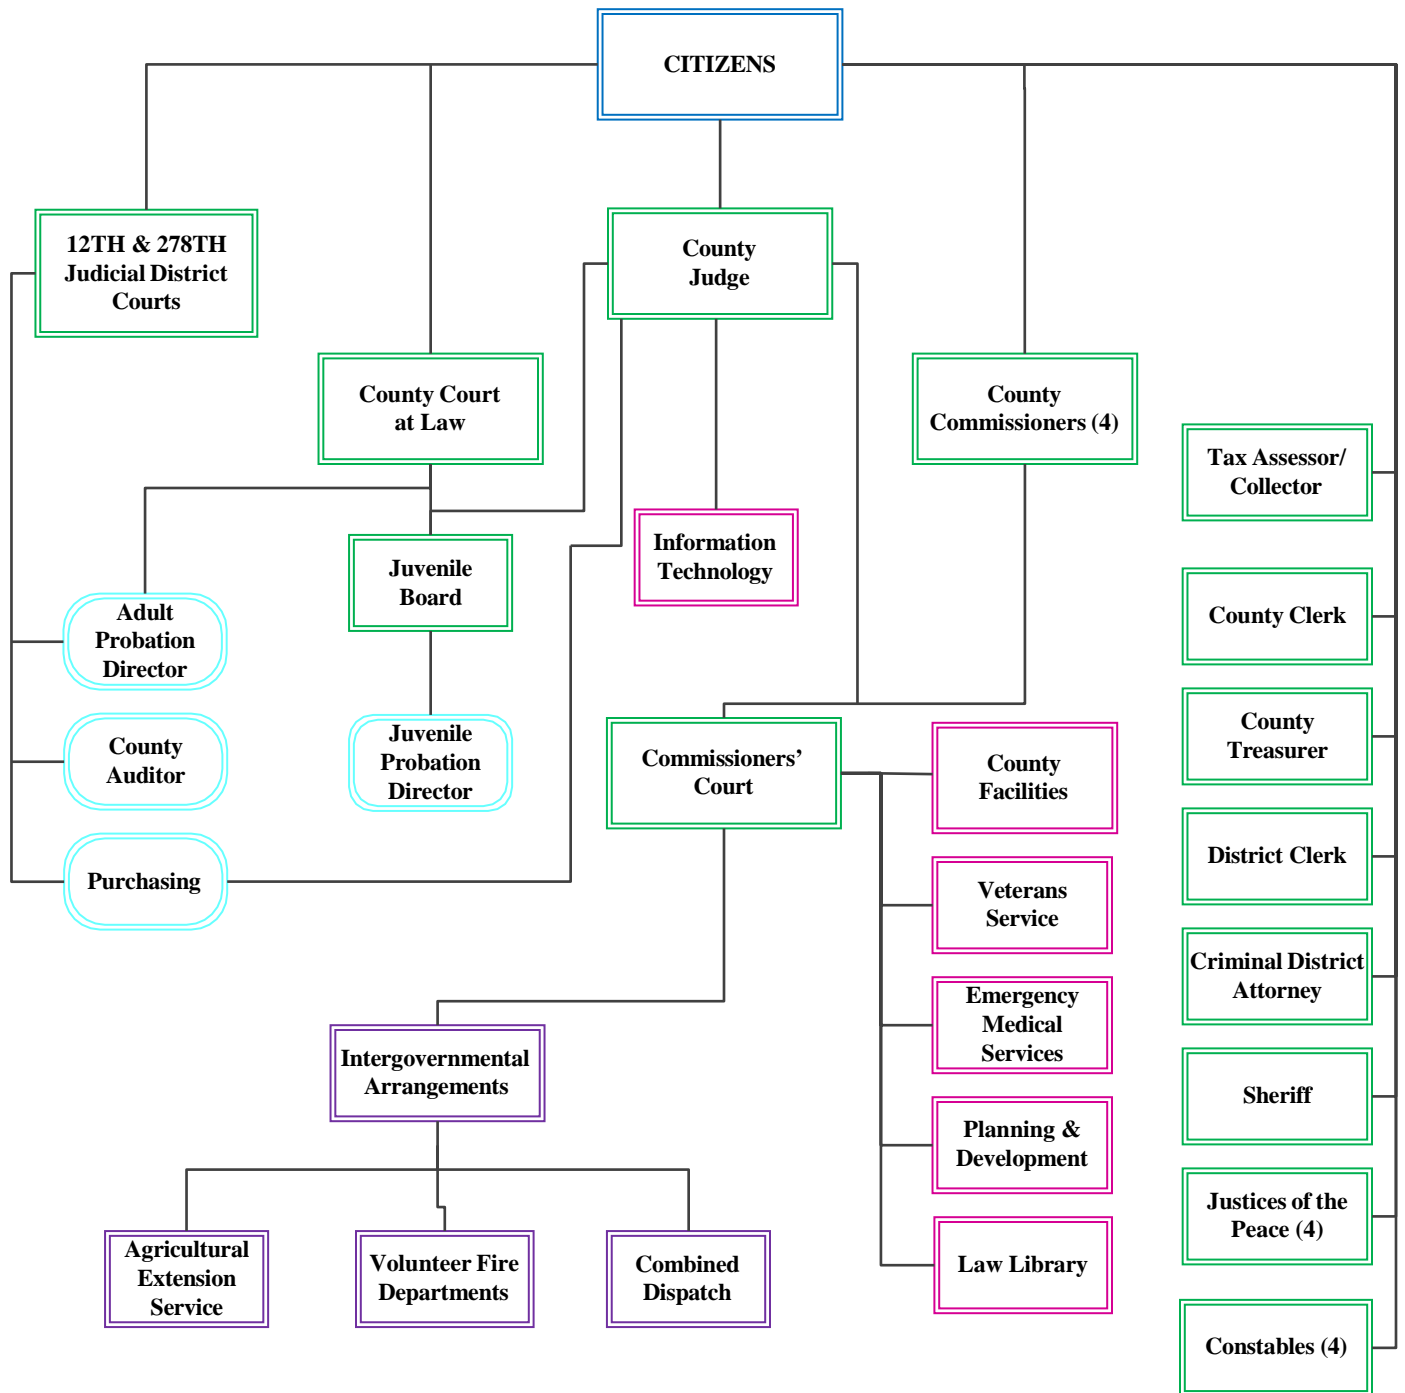 CITIZENS
12TH & 278TH
Judicial District
Courts
County
Judge
County Court
at Law
County
Commissioners (4)
Tax Assessor/
Collector
Information
Technology
Juvenile
Board
Adult
Probation
Director
County Clerk
County
Auditor
Juvenile
Probation
Director
Commissioners’
Court
County
Facilities
County
Treasurer
Purchasing
Veterans
Service
District Clerk
Emergency
Medical
Services
Criminal District
Attorney
Intergovernmental
Arrangements
Planning &
Development
Sheriff
Agricultural
Extension
Service
Volunteer Fire
Departments
Combined
Dispatch
Law Library
Justices of the
Peace (4)
Constables (4)